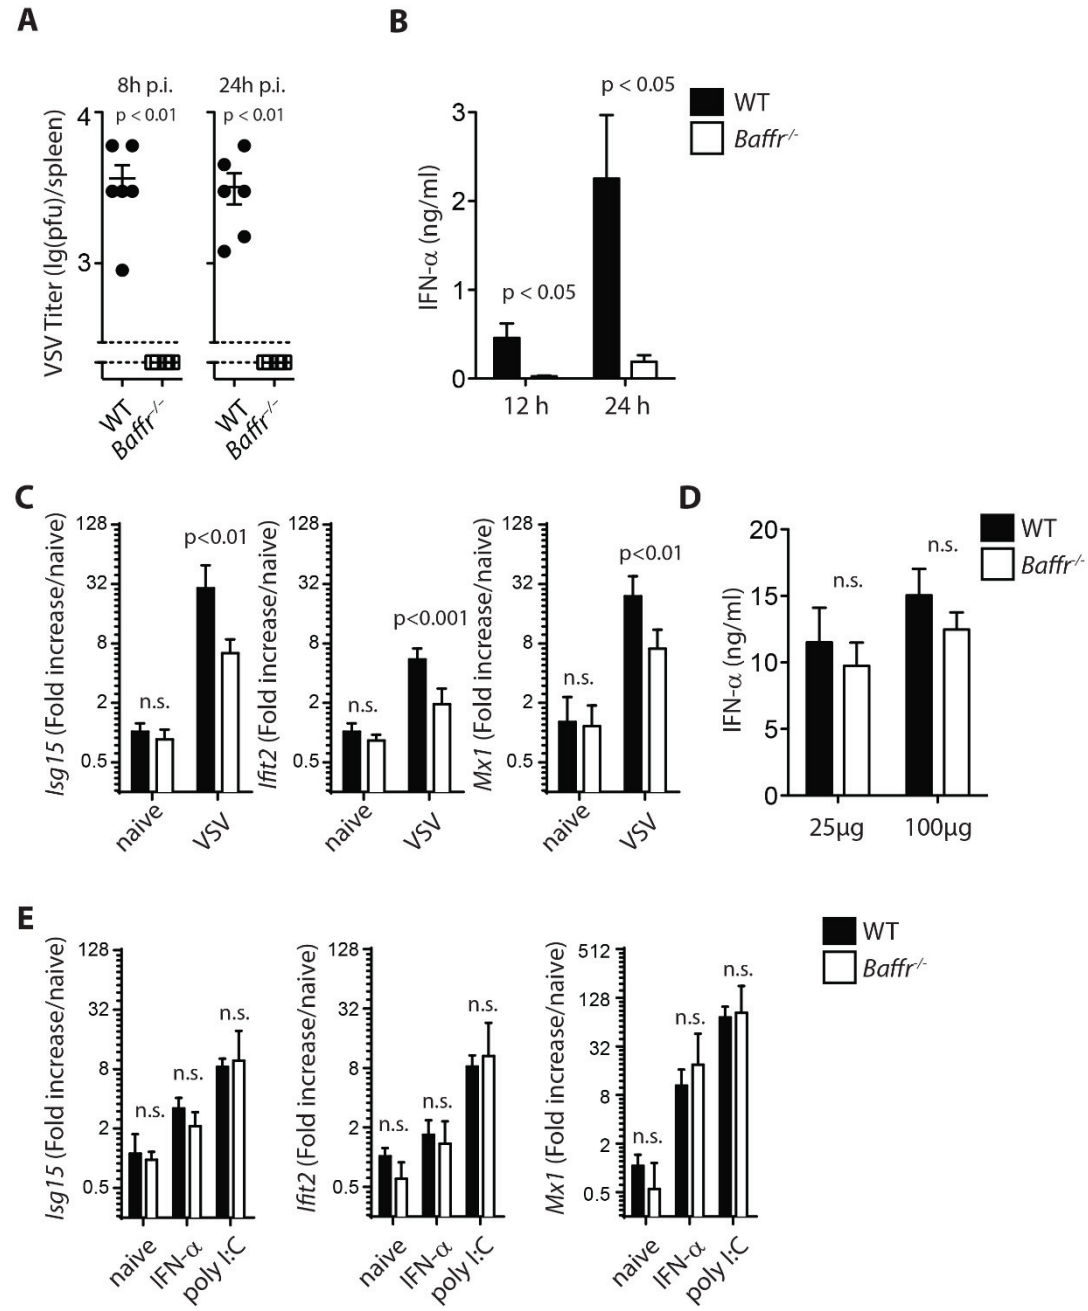 A
8h p.i.
24h p.i.
p < 0.01
p < 0.01
VSV Titer (lg(pfu)/spleen)
4
3
WT
Baffr-/-
WT
Baffr-/-
B
p < 0.05
WT
Baffr-/-
p < 0.05
IFN-α (ng/ml)
3
2
1
0
12 h
24 h
C
Isg15 (Fold increase/naive)
128
32
8
2
0.5
p<0.01
n.s.
naive
VSV
Ifit2 (Fold increase/naive)
128
32
8
2
0.5
p<0.001
n.s.
naive
VSV
Mx1 (Fold increase/naive)
128
32
8
2
0.5
p<0.01
n.s.
naive
VSV
D
WT
Baffr-/-
IFN-α (ng/ml)
20
15
10
5
0
n.s.
n.s.
25μg
100μg
E
WT
Baffr-/-
Isg15 (Fold increase/naive)
128
32
8
2
0.5
n.s.
n.s.
n.s.
naive
IFN-α
poly I:C
Ifit2 (Fold increase/naive)
128
32
8
2
0.5
n.s.
n.s.
n.s.
naive
IFN-α
poly I:C
Mx1 (Fold increase/naive)
512
128
32
8
2
0.5
n.s.
n.s.
n.s.
naive
IFN-α
poly I:C